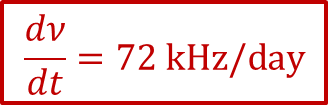 dν/dt = 72 kHz/day